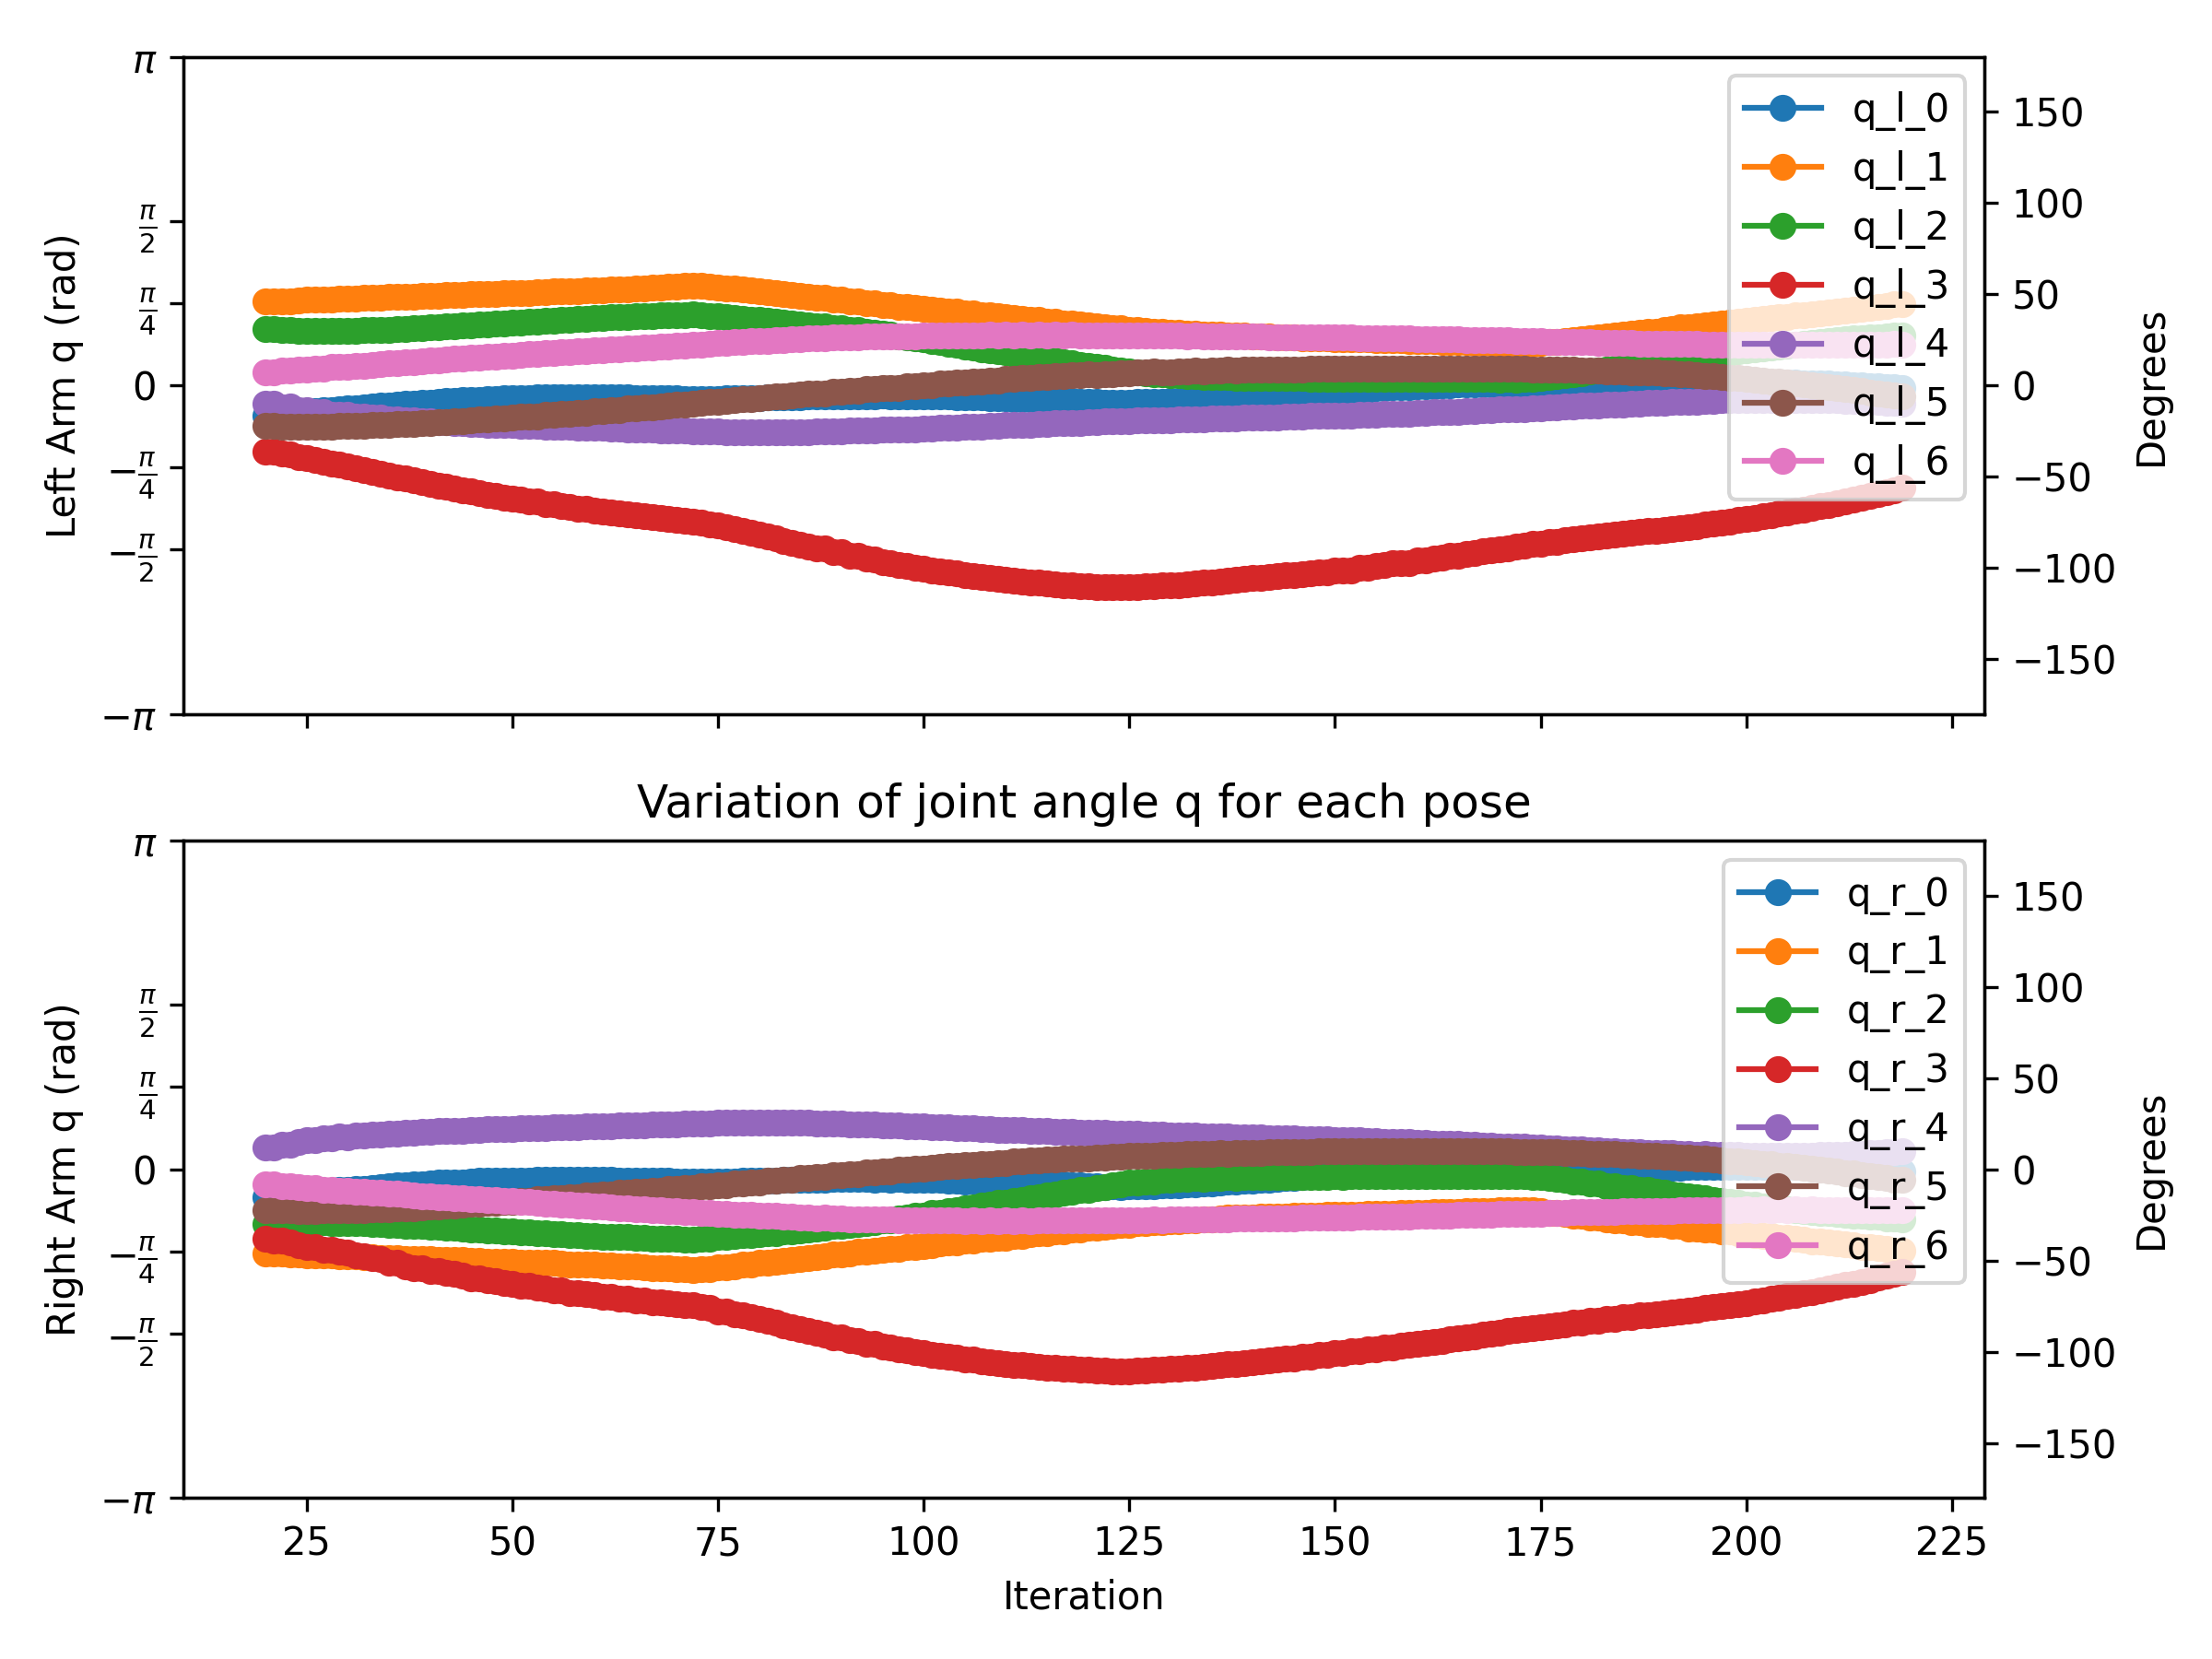 π
π/2
π/4
0
−π/4
−π/2
−π
Left Arm q (rad)
q_l_0
q_l_1
q_l_2
q_l_3
q_l_4
q_l_5
q_l_6
150
100
50
0
−50
−100
−150
Degrees
Variation of joint angle q for each pose
π
π/2
π/4
0
−π/4
−π/2
−π
Right Arm q (rad)
q_r_0
q_r_1
q_r_2
q_r_3
q_r_4
q_r_5
q_r_6
150
100
50
0
−50
−100
−150
Degrees
25 50 75 100 125 150 175 200 225
Iteration